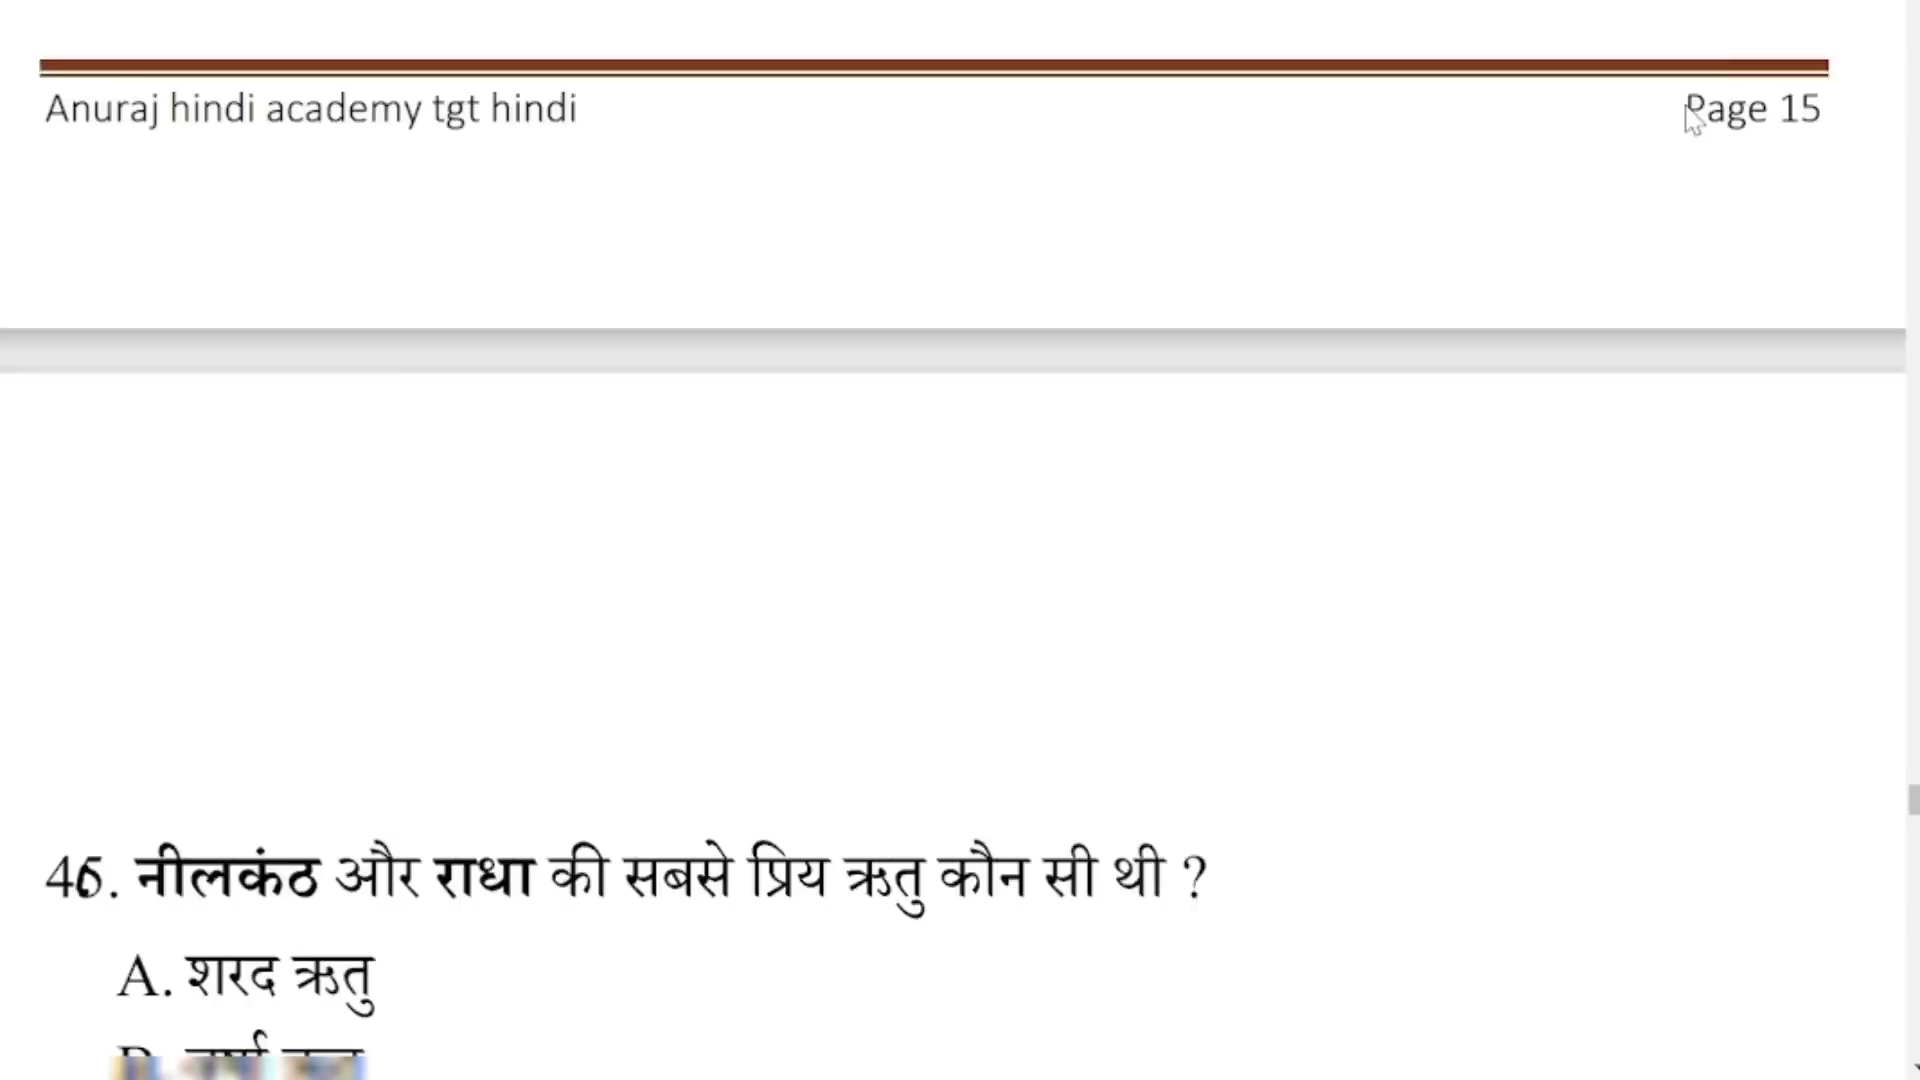 Anuraj hindi academy tgt hindi
Page 15
46. नीलकंठ और राधा की सबसे प्रिय ऋतु कौन सी थी ?
A. शरद ऋतु